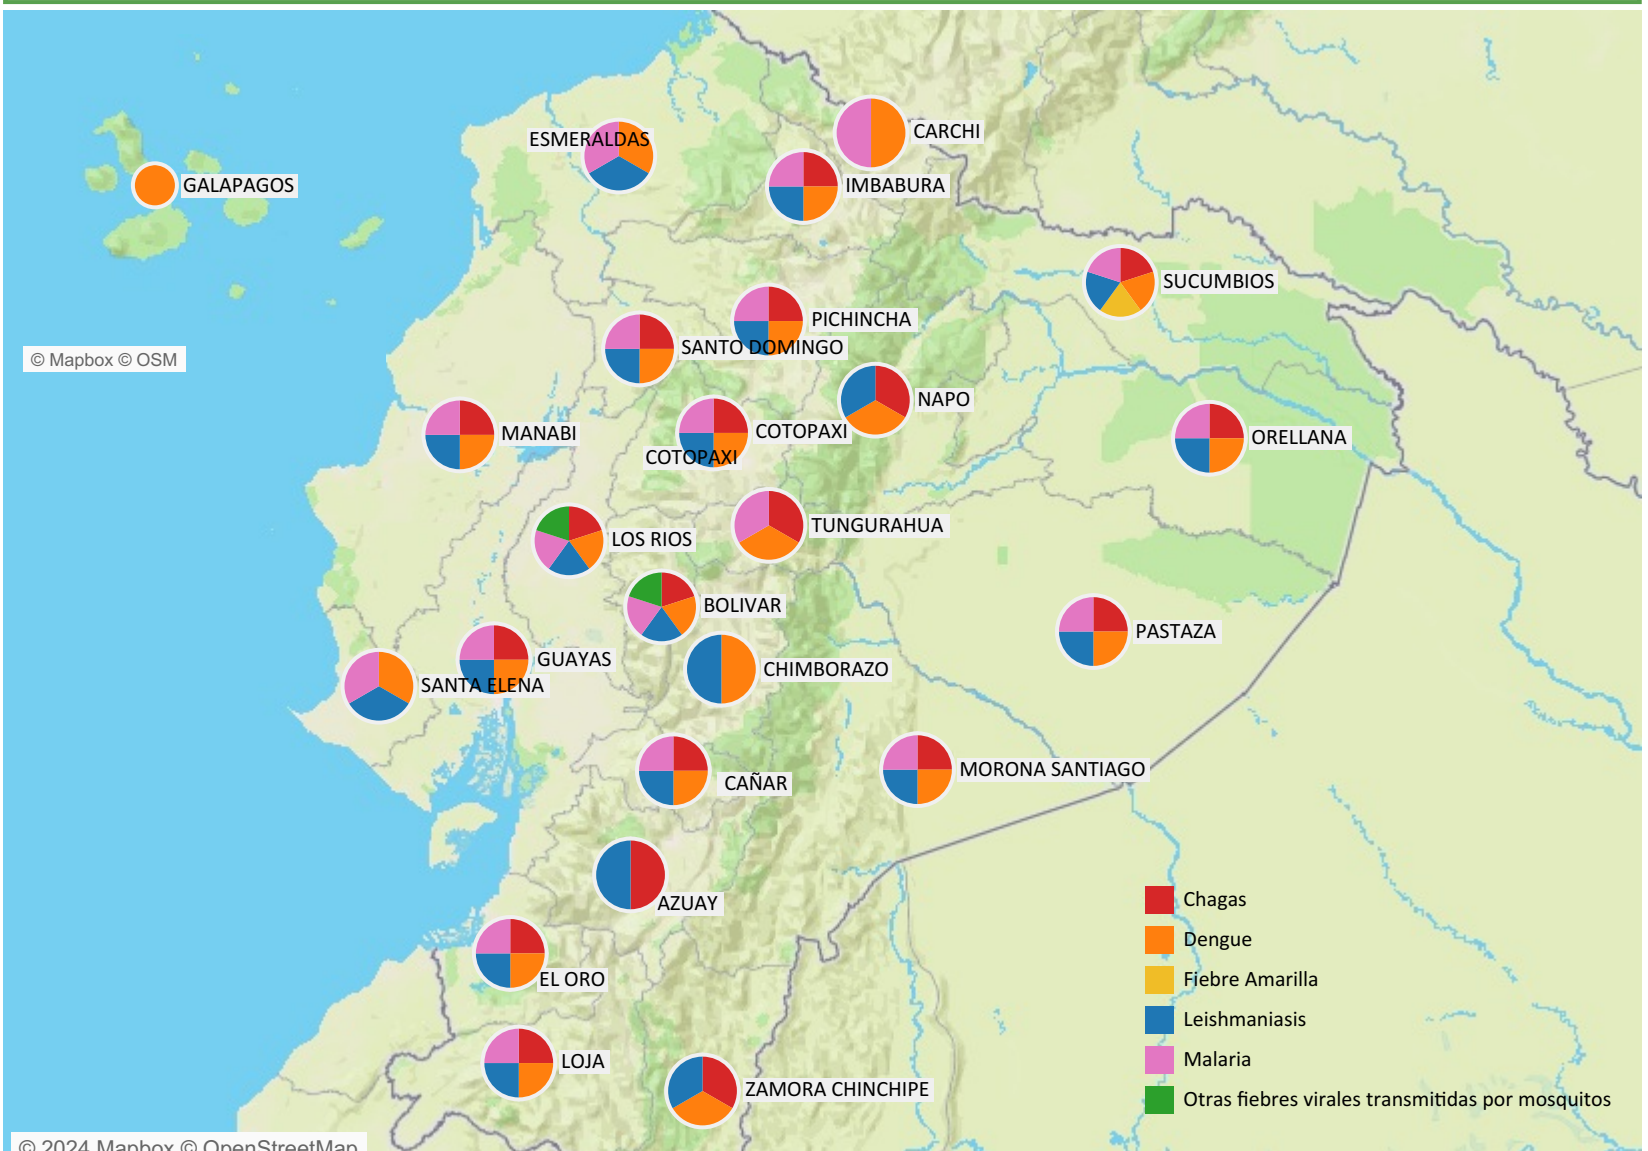 ESMERALDAS
CARCHI
GALAPAGOS
IMBABURA
SUCUMBIOS
PICHINCHA
SANTO DOMINGO
© Mapbox © OSM
NAPO
MANABI
COTOPAXI
COTOPAXI
ORELLANA
LOS RIOS
TUNGURAHUA
BOLIVAR
PASTAZA
GUAYAS
CHIMBORAZO
SANTA ELENA
CAÑAR
MORONA SANTIAGO
AZUAY
EL ORO
LOJA
ZAMORA CHINCHIPE
Chagas
Dengue
Fiebre Amarilla
Leishmaniasis
Malaria
Otras fiebres virales transmitidas por mosquitos
© 2024 Mapbox © OpenStreetMap